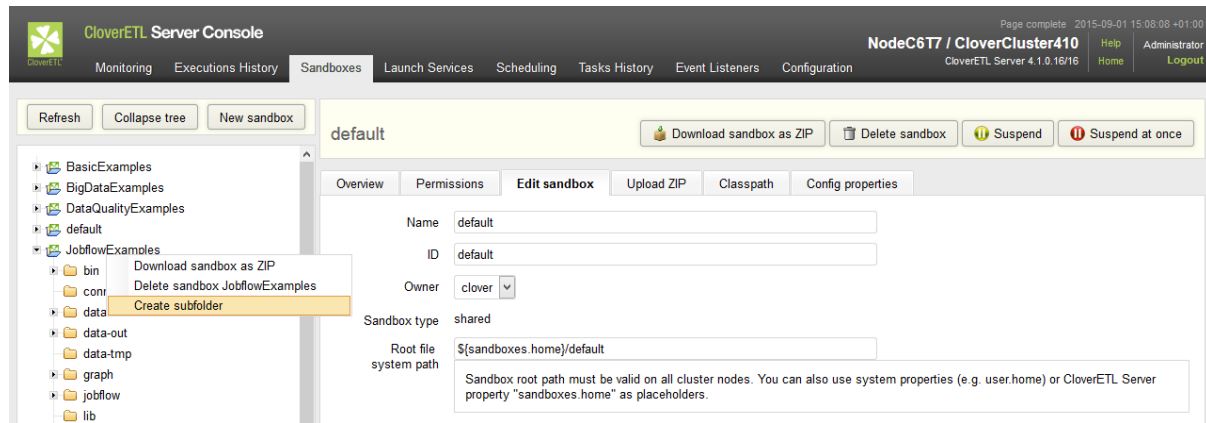 Page complete 2015-09-01 15:08:08 +01:00
CloverETL Server Console
NodeC6T7 / CloverCluster410 Help Administrator
CloverETL Server 4.1.0.16/16 Home Logout
CloverETL
Monitoring Executions History Sandboxes Launch Services Scheduling Tasks History Event Listeners Configuration
Refresh Collapse tree New sandbox
default Download sandbox as ZIP Delete sandbox Suspend Suspend at once
BasicExamples
BigDataExamples
DataQualityExamples
default
JobflowExamples
bin
conn
data
data-out
data-tmp
graph
jobflow
lib
Download sandbox as ZIP
Delete sandbox JobflowExamples
Create subfolder
Overview Permissions Edit sandbox Upload ZIP Classpath Config properties
Name default
ID default
Owner clover
Sandbox type shared
Root file ${sandboxes.home}/default
system path
Sandbox root path must be valid on all cluster nodes. You can also use system properties (e.g. user.home) or CloverETL Server
property "sandboxes.home" as placeholders.